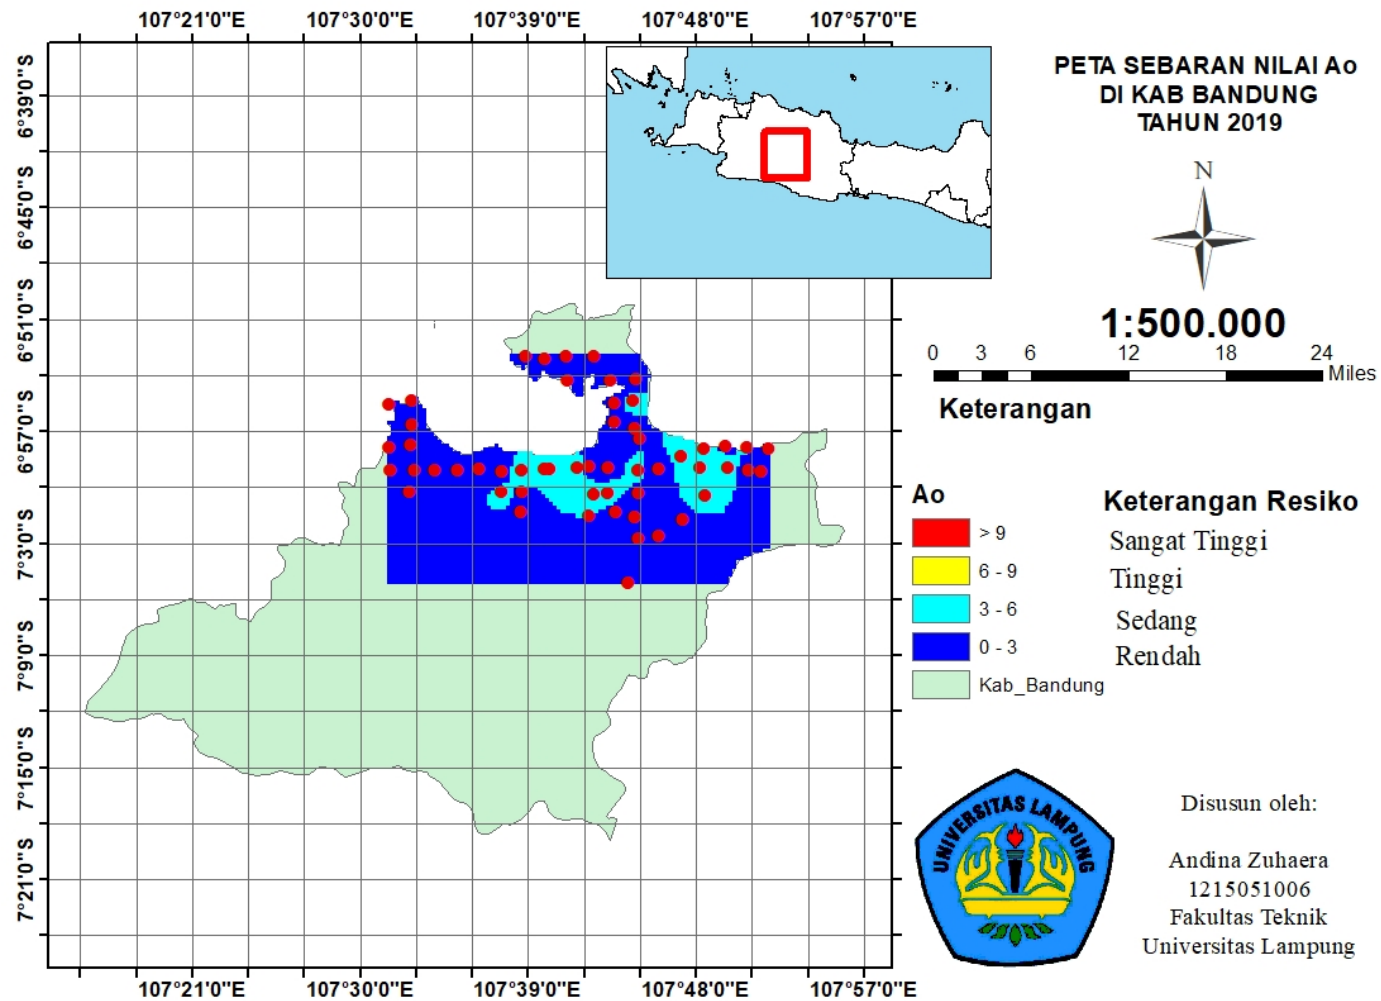 107°21'0"E 107°30'0"E 107°39'0"E 107°48'0"E 107°57'0"E
6°39'0"S
6°45'0"S
6°51'0"S
6°57'0"S
7°3'0"S
7°9'0"S
7°15'0"S
7°21'0"S
107°21'0"E 107°30'0"E 107°39'0"E 107°48'0"E 107°57'0"E
PETA SEBARAN NILAI Ao
DI KAB BANDUNG
TAHUN 2019
N
1:500.000
0 3 6 12 18 24
Miles
Keterangan
Ao
> 9
6 - 9
3 - 6
0 - 3
Kab_Bandung
Keterangan Resiko
Sangat Tinggi
Tinggi
Sedang
Rendah
UNIVERSITAS LAMPUNG
Disusun oleh:
Andina Zuhaera
1215051006
Fakultas Teknik
Universitas Lampung